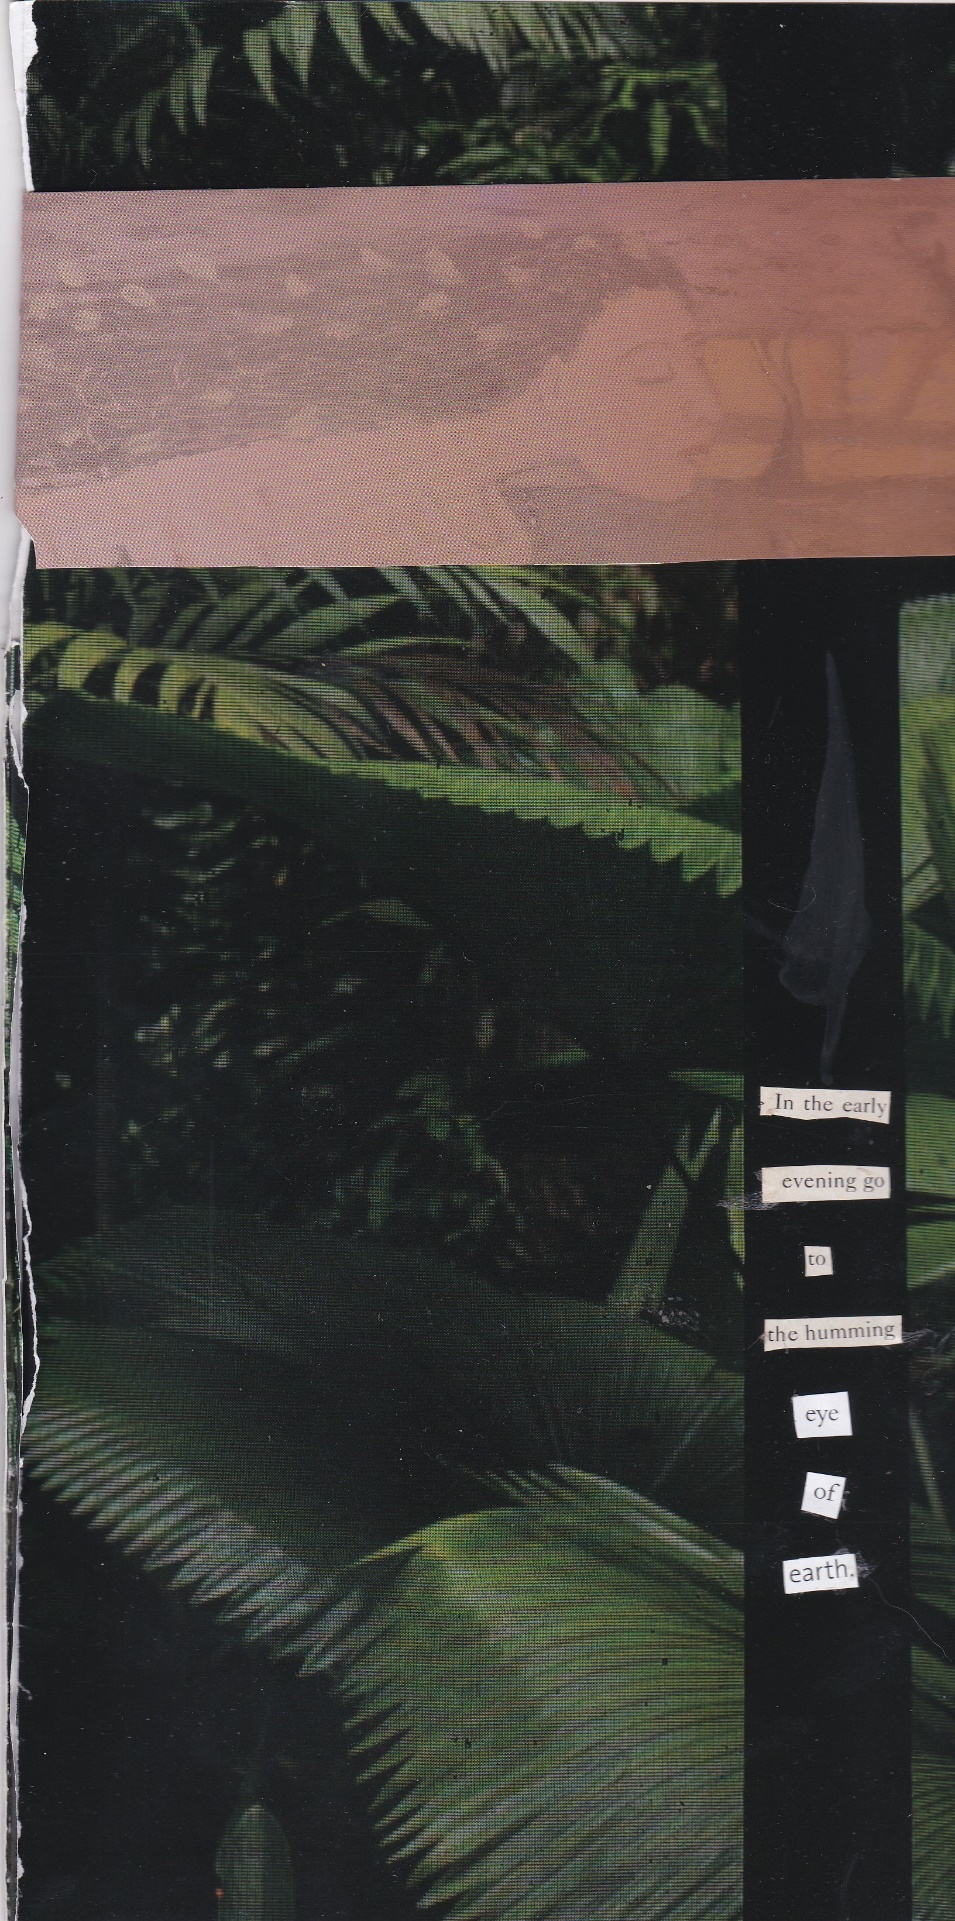 In the early
evening go
to
the humming
eye
of
earth.